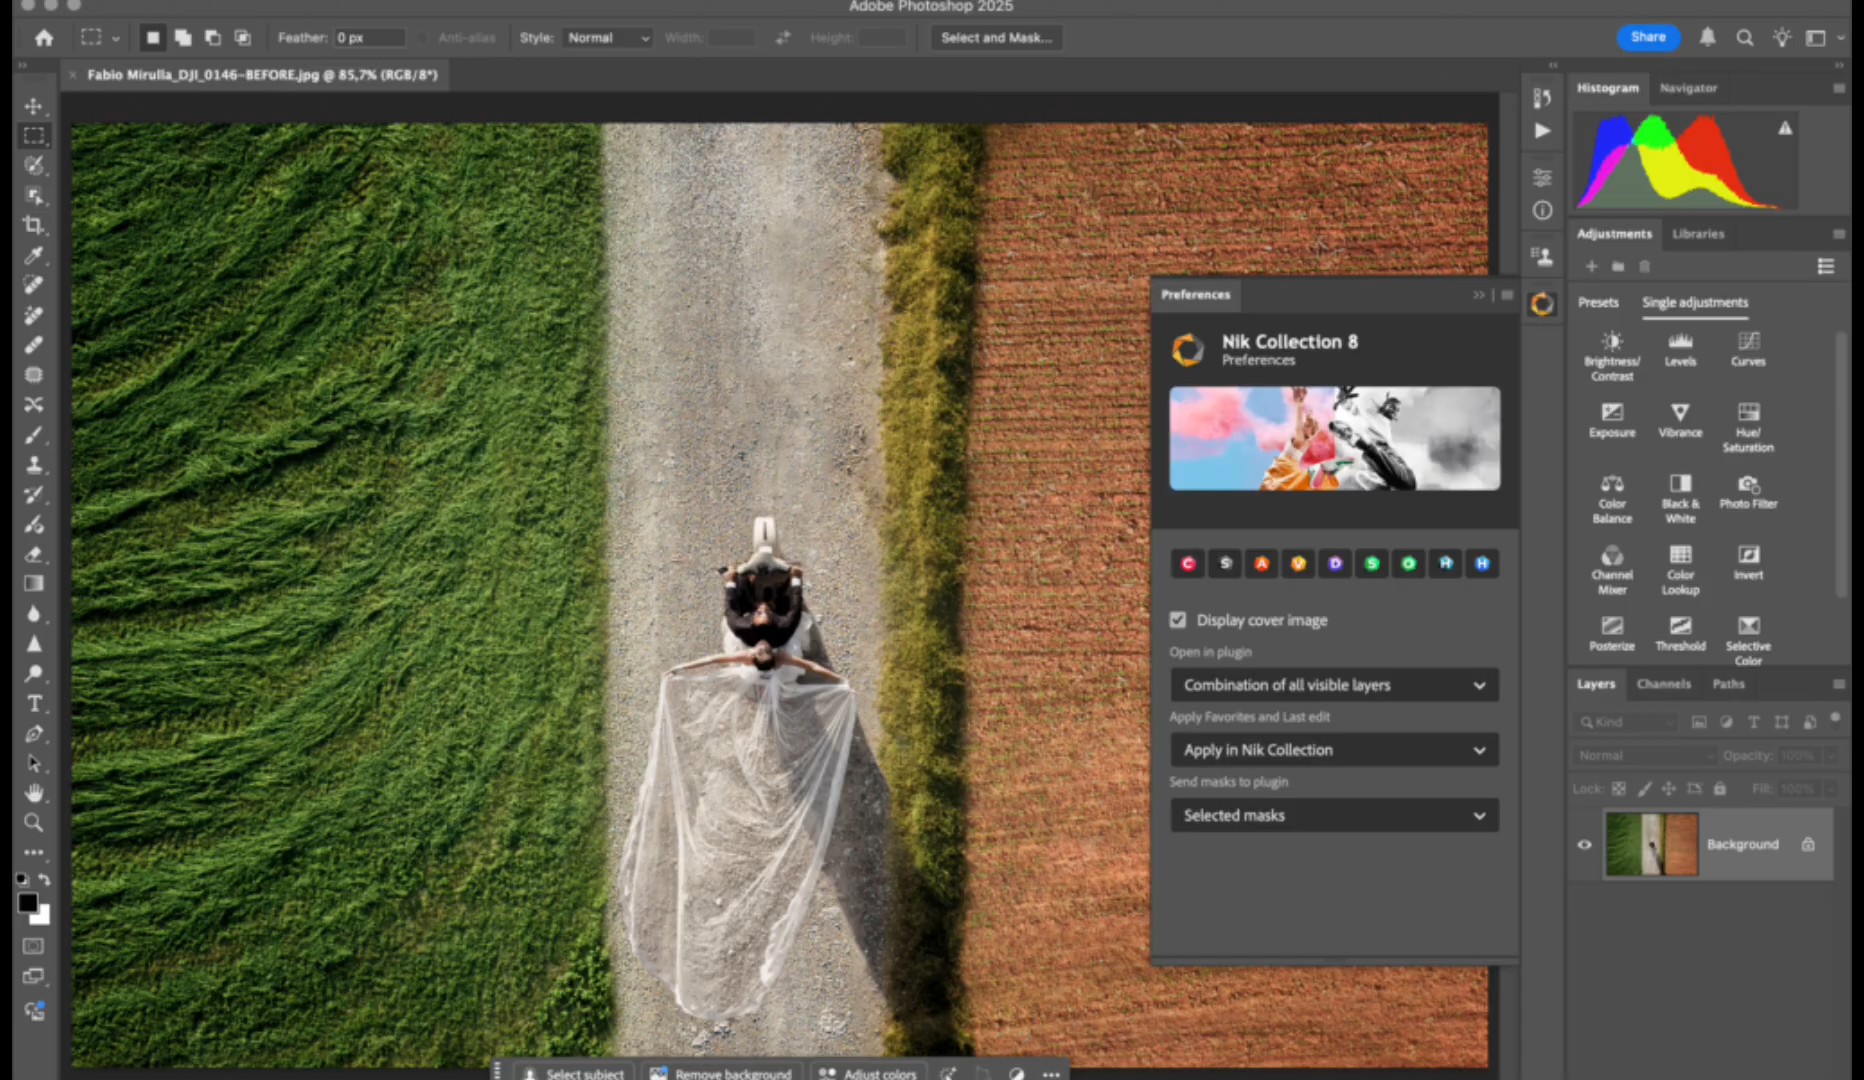 Adobe Photoshop 2025
Feather: 0 px
Anti-alias
Style: Normal
Width:
Height:
Select and Mask...
Share
Fabio Mirulla_DJI_0146-BEFORE.jpg @ 85,7% (RGB/8*)
Histogram Navigator
Adjustments Libraries
Presets Single adjustments
Brightness/
Contrast
Levels
Curves
Exposure
Vibrance
Hue/
Saturation
Color
Balance
Black &
White
Photo Filter
Channel
Mixer
Color
Lookup
Invert
Posterize
Threshold
Selective
Color
Preferences
Nik Collection 8
Preferences
C S A V D S O H H
Display cover image
Open in plugin
Combination of all visible layers
Apply Favorites and Last edit
Apply in Nik Collection
Send masks to plugin
Selected masks
Layers Channels Paths
Kind
Normal Opacity: 100%
Lock: Fill: 100%
Background
Select subject Remove background Adjust colors